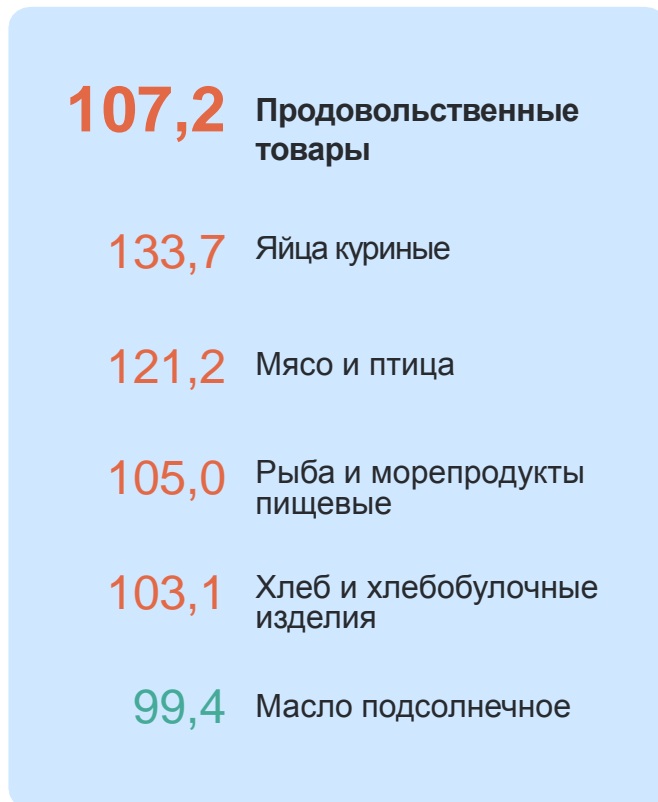 107,2 Продовольственные
товары
133,7 Яйца куриные
121,2 Мясо и птица
105,0 Рыба и морепродукты
пищевые
103,1 Хлеб и хлебобулочные
изделия
99,4 Масло подсолнечное